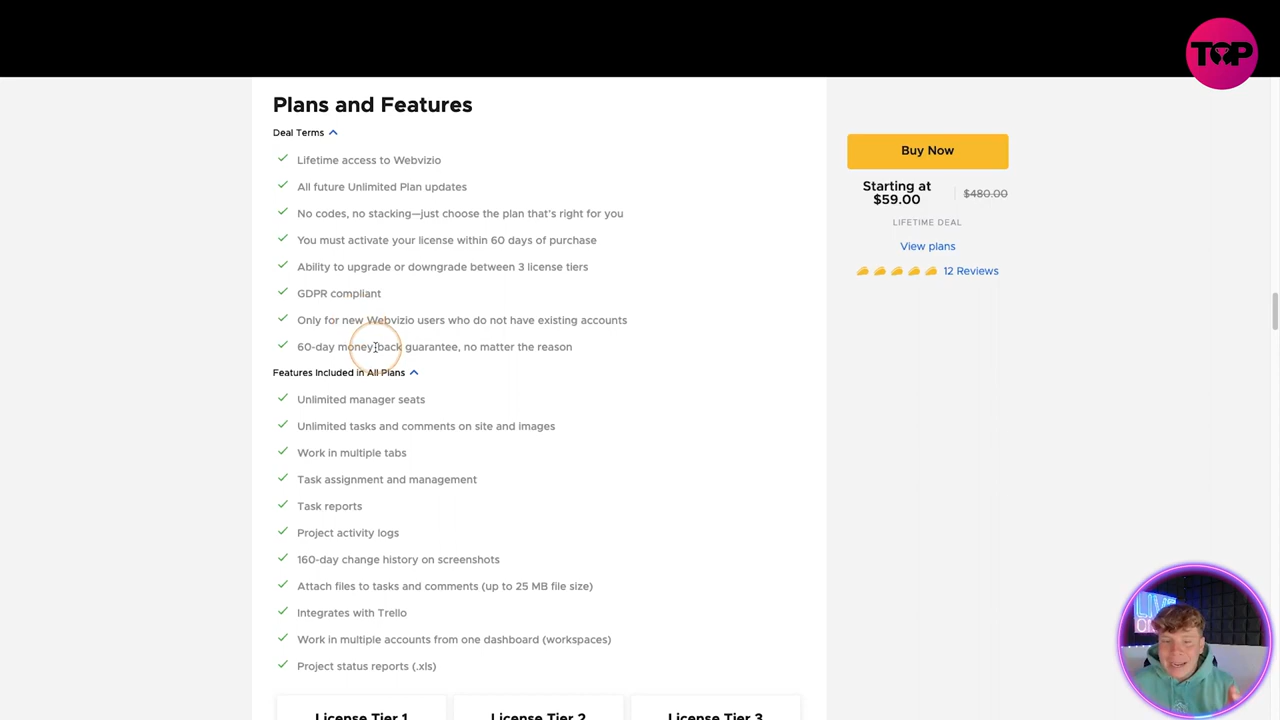 TOP
Plans and Features
Deal Terms
Lifetime access to Webvizio
All future Unlimited Plan updates
No codes, no stacking—just choose the plan that's right for you
You must activate your license within 60 days of purchase
Ability to upgrade or downgrade between 3 license tiers
GDPR compliant
Only for new Webvizio users who do not have existing accounts
60-day money-back guarantee, no matter the reason
Features Included in All Plans
Unlimited manager seats
Unlimited tasks and comments on site and images
Work in multiple tabs
Task assignment and management
Task reports
Project activity logs
160-day change history on screenshots
Attach files to tasks and comments (up to 25 MB file size)
Integrates with Trello
Work in multiple accounts from one dashboard (workspaces)
Project status reports (.xls)
License Tier 1 License Tier 2 License Tier 3
Buy Now
Starting at
$59.00 $480.00
LIFETIME DEAL
View plans
12 Reviews
LIVE
ON